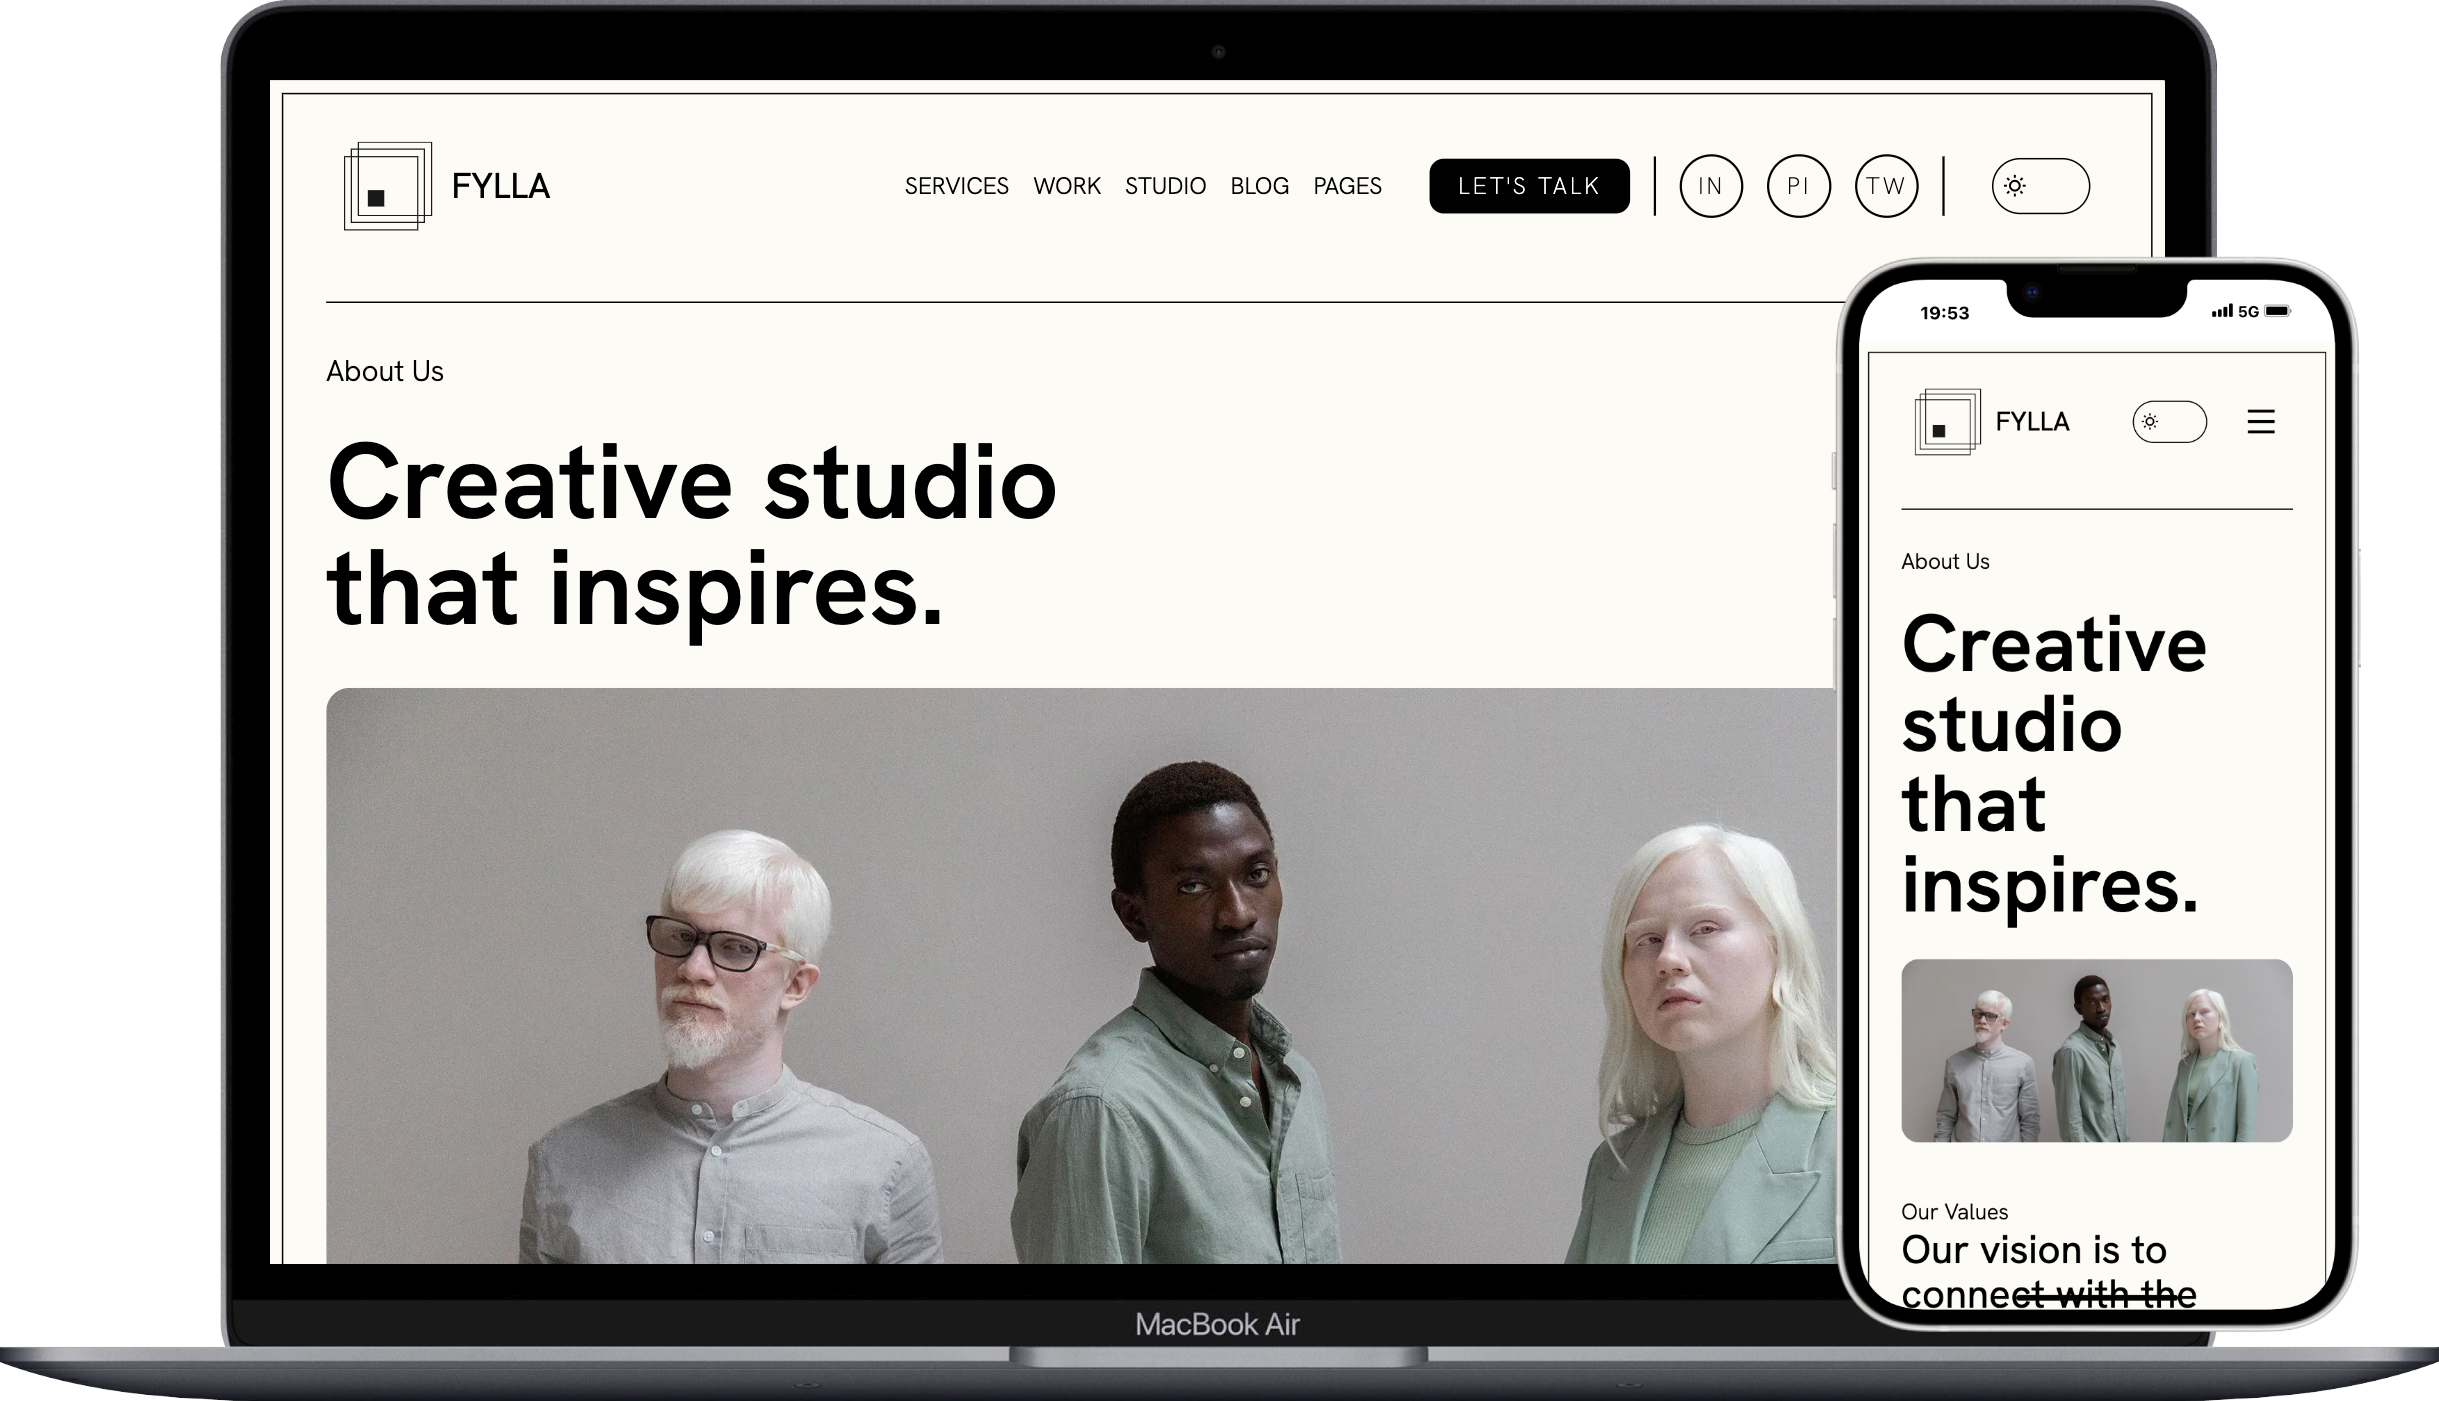 FYLLA
SERVICES WORK STUDIO BLOG PAGES LET'S TALK IN PI TW
About Us
Creative studio
that inspires.
MacBook Air
19:53 5G
FYLLA
About Us
Creative
studio
that
inspires.
Our Values
Our vision is to
connect with the